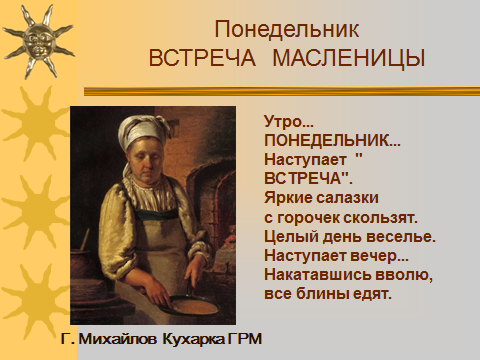 Понедельник
ВСТРЕЧА МАСЛЕНИЦЫ
Утро...
ПОНЕДЕЛЬНИК...
Наступает "
ВСТРЕЧА".
Яркие салазки
с горочек скользят.
Целый день веселье.
Наступает вечер...
Накатавшись вволю,
все блины едят.
Г. Михайлов Кухарка ГРМ